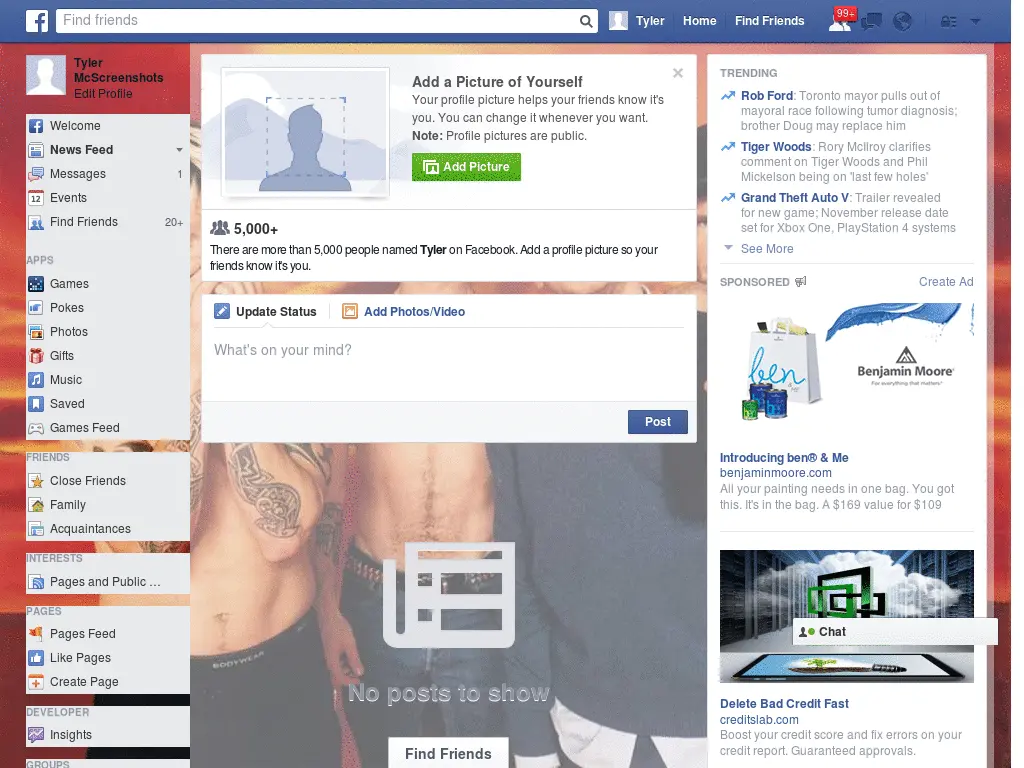 Find friends
Tyler
Home
Find Friends
99+
Tyler
McScreenshots
Edit Profile
Welcome
News Feed
Messages 1
Events
12
Find Friends 20+
APPS
Games
Pokes
Photos
Gifts
Music
Saved
Games Feed
FRIENDS
Close Friends
Family
Acquaintances
INTERESTS
Pages and Public ...
PAGES
Pages Feed
Like Pages
Create Page
DEVELOPER
Insights
GROUPS
Add a Picture of Yourself
Your profile picture helps your friends know it's
you. You can change it whenever you want.
Note: Profile pictures are public.
Add Picture
5,000+
There are more than 5,000 people named Tyler on Facebook. Add a profile picture so your
friends know it's you.
Update Status
Add Photos/Video
What's on your mind?
Post
BODYWEAR
No posts to show
Find Friends
TRENDING
Rob Ford: Toronto mayor pulls out of
mayoral race following tumor diagnosis;
brother Doug may replace him
Tiger Woods: Rory McIlroy clarifies
comment on Tiger Woods and Phil
Mickelson being on 'last few holes'
Grand Theft Auto V: Trailer revealed
for new game; November release date
set for Xbox One, PlayStation 4 systems
See More
SPONSORED
Create Ad
ben
Benjamin Moore®
For everything that matters®
Introducing ben® & Me
benjaminmoore.com
All your painting needs in one bag. You got
this. It's in the bag. A $169 value for $109
Chat
Delete Bad Credit Fast
creditslab.com
Boost your credit score and fix errors on your
credit report. Guaranteed approvals.